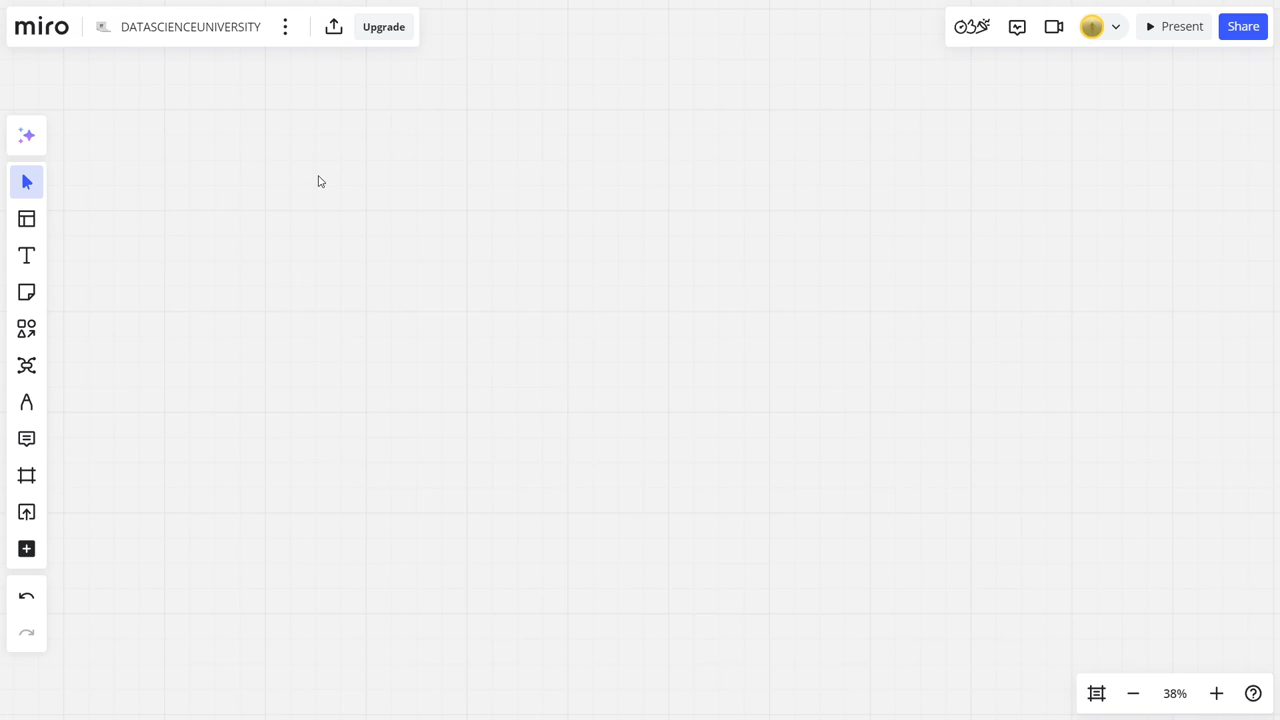 miro
DATASCIENCEUNIVERSITY
Upgrade
Present
Share
38%